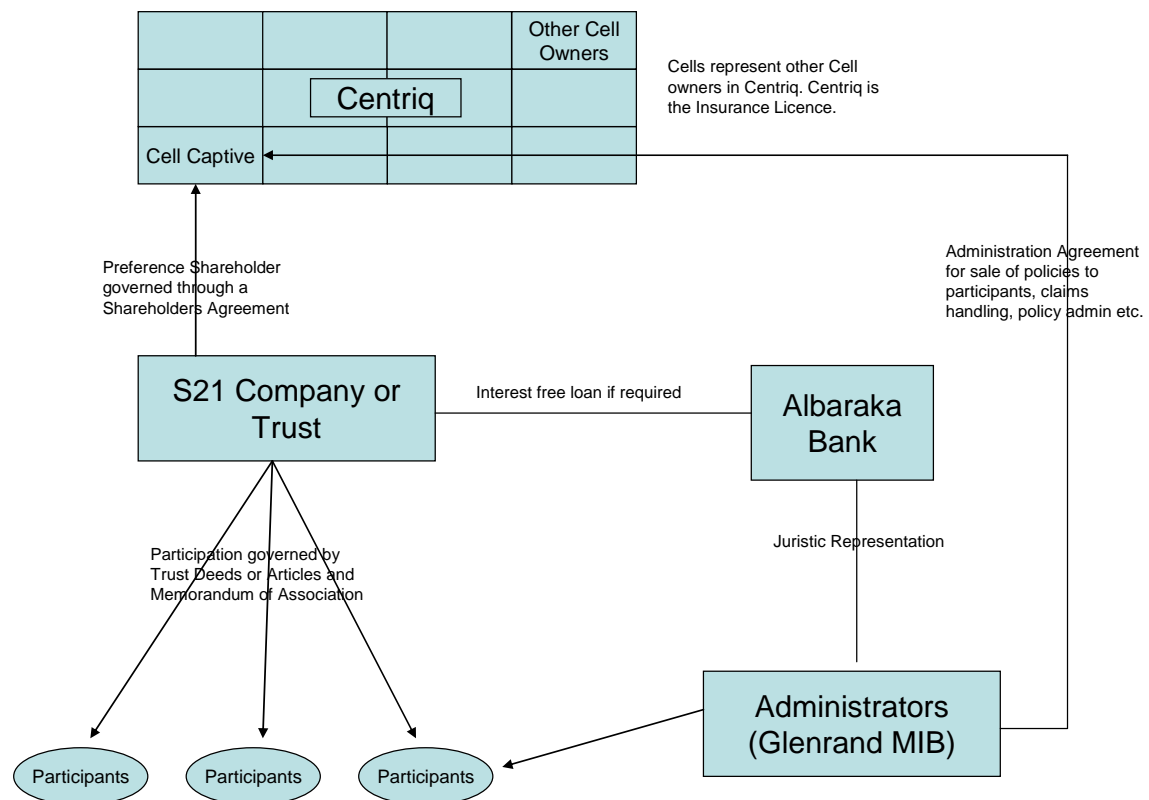 Other Cell
Owners
Cells represent other Cell
owners in Centriq. Centriq is
the Insurance Licence.
Centriq
Cell Captive
Preference Shareholder
governed through a
Shareholders Agreement
Administration Agreement
for sale of policies to
participants, claims
handling, policy admin etc.
S21 Company or
Trust
Interest free loan if required
Albaraka
Bank
Juristic Representation
Participation governed by
Trust Deeds or Articles and
Memorandum of Association
Administrators
(Glenrand MIB)
Participants
Participants
Participants